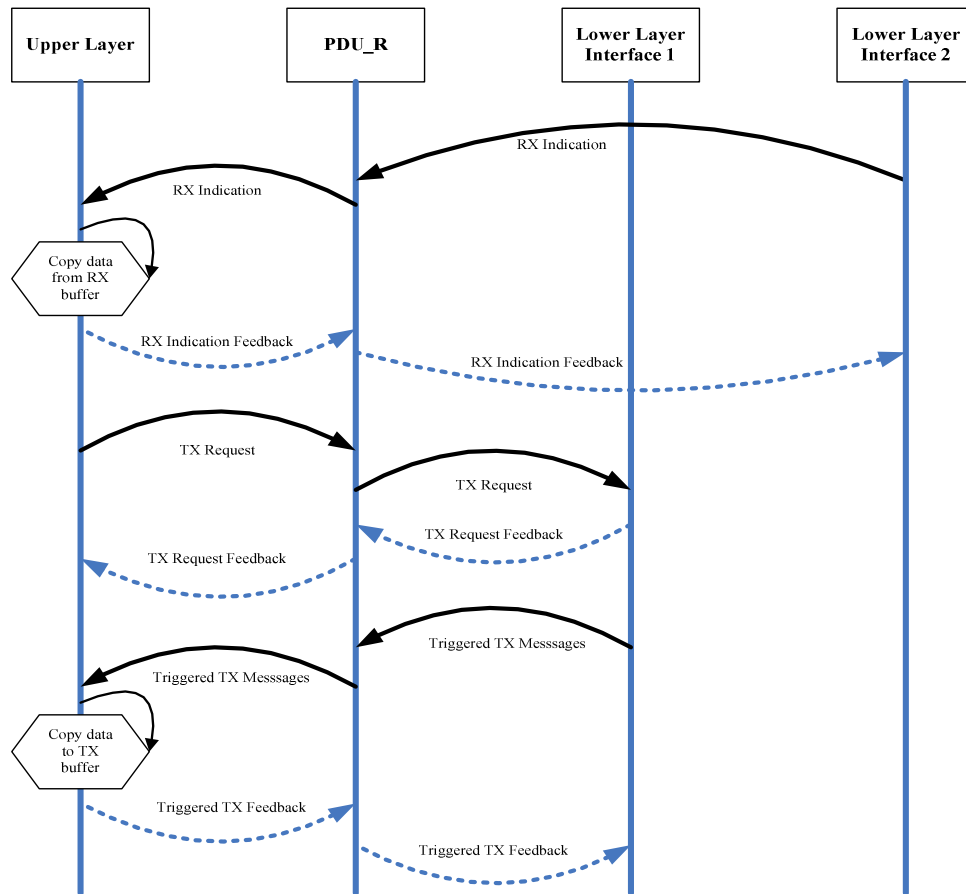 Upper Layer
PDU_R
Lower Layer
Interface 1
Lower Layer
Interface 2
RX Indication
RX Indication
Copy data
from RX
buffer
RX Indication Feedback
RX Indication Feedback
TX Request
TX Request
TX Request Feedback
TX Request Feedback
Triggered TX Messsages
Triggered TX Messsages
Copy data
to TX
buffer
Triggered TX Feedback
Triggered TX Feedback